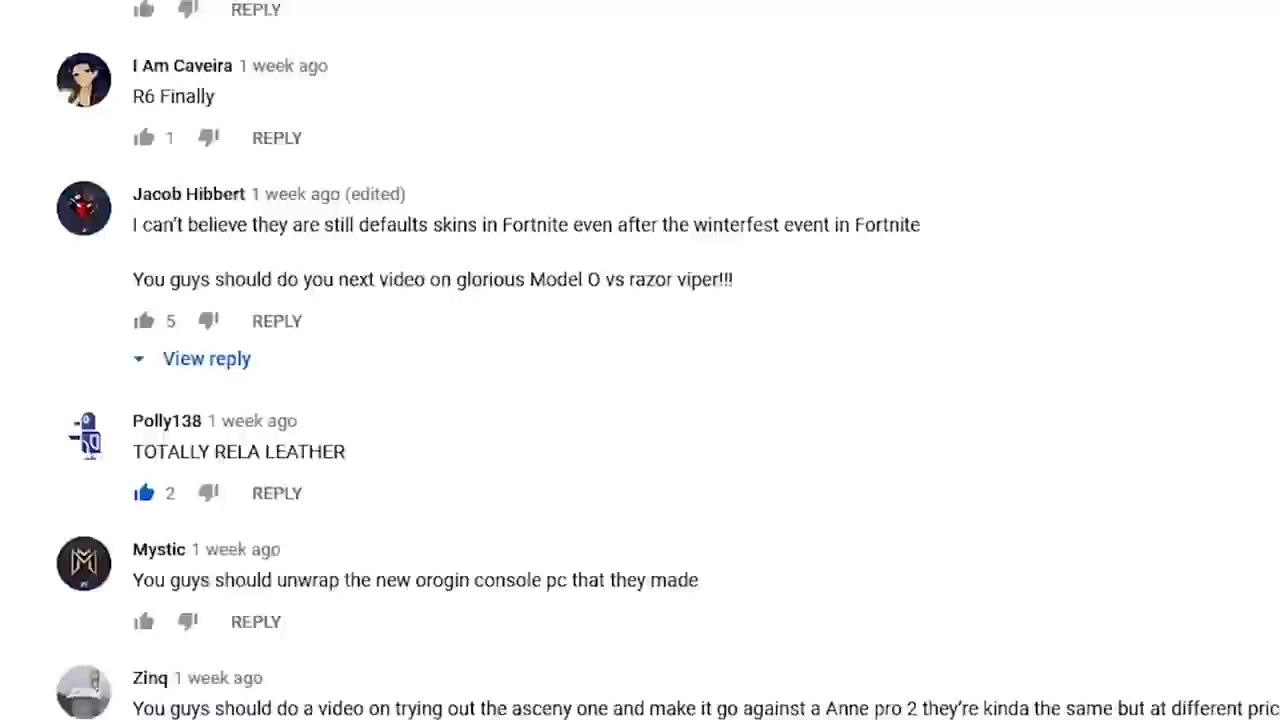 REPLY
I Am Caveira 1 week ago
R6 Finally
1 REPLY
Jacob Hibbert 1 week ago (edited)
I can't believe they are still defaults skins in Fortnite even after the winterfest event in Fortnite
You guys should do you next video on glorious Model O vs razor viper!!!
5 REPLY
View reply
Polly138 1 week ago
TOTALLY RELA LEATHER
2 REPLY
Mystic 1 week ago
You guys should unwrap the new orogin console pc that they made
REPLY
Zinq 1 week ago
You guys should do a video on trying out the asceny one and make it go against a Anne pro 2 they're kinda the same but at different pric